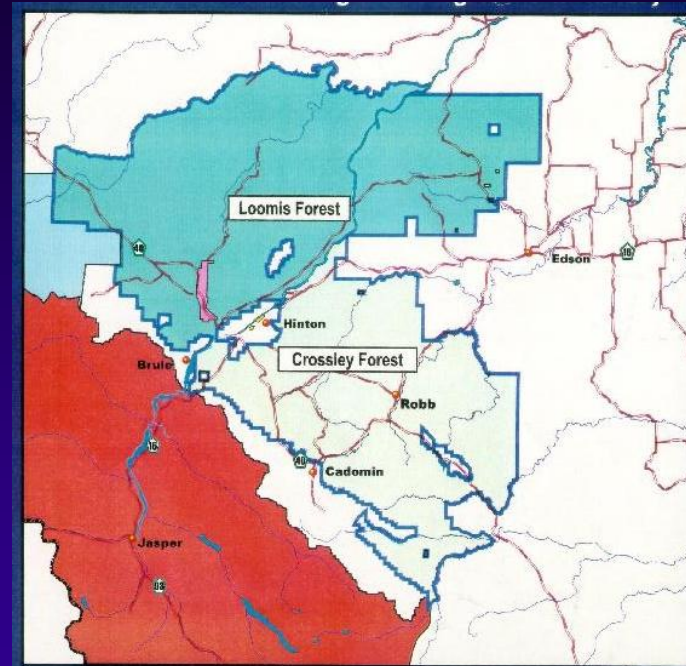 Loomis Forest
40
16
Edson
Hinton
Brule
Crossley Forest
Robb
16
40
Cadomin
Jasper
93